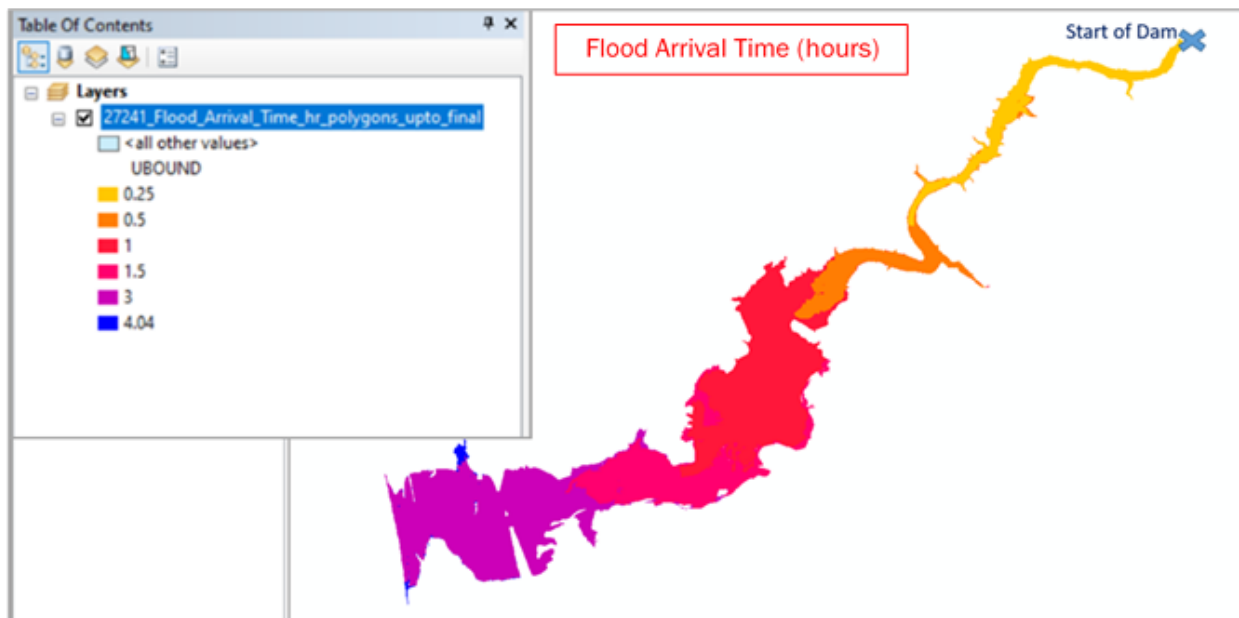 Table Of Contents
Layers
27241_Flood_Arrival_Time_hr_polygons_upto_final
<all other values>
UBOUND
0.25
0.5
1
1.5
3
4.04
Flood Arrival Time (hours)
Start of Dam